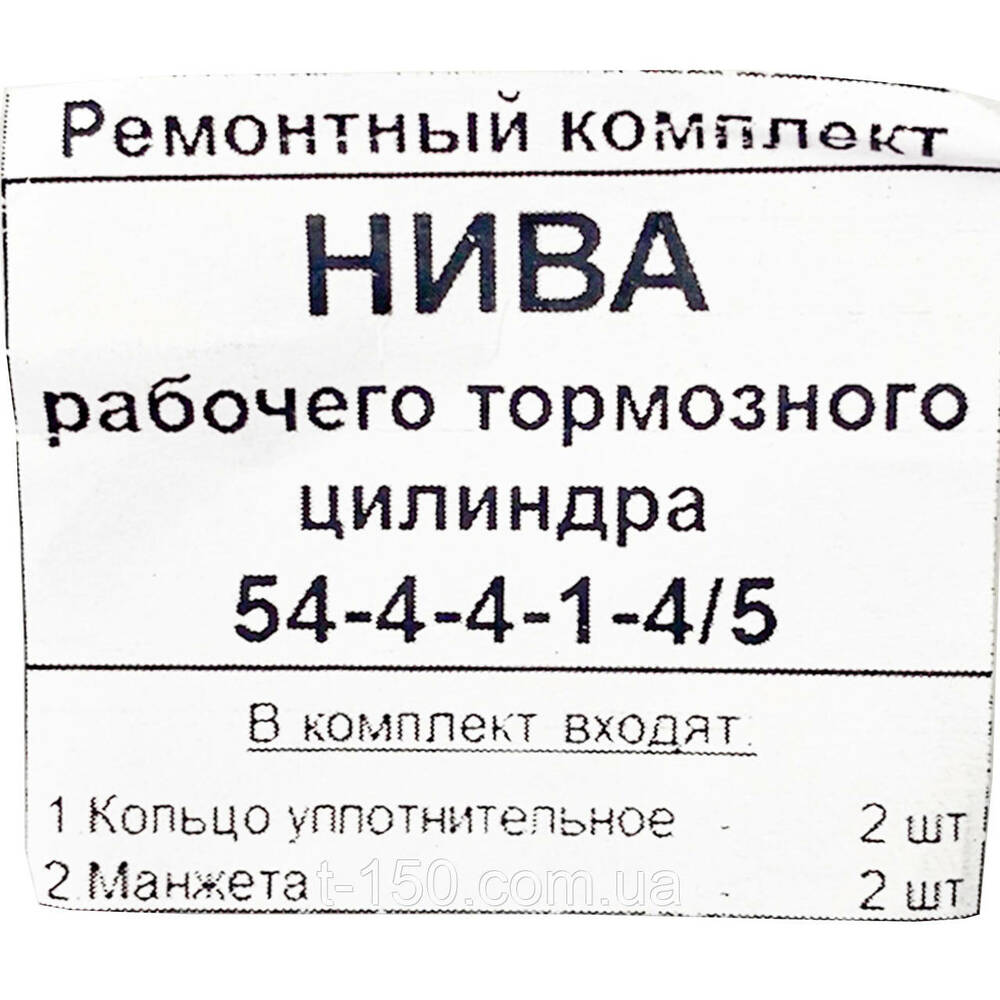 Ремонтный комплект
НИВА
рабочего тормозного
цилиндра
54-4-4-1-4/5
В комплект входят:
1 Кольцо упплотнительное - 2 шт
2 Манжета - 2 шт
t-150.com.ua